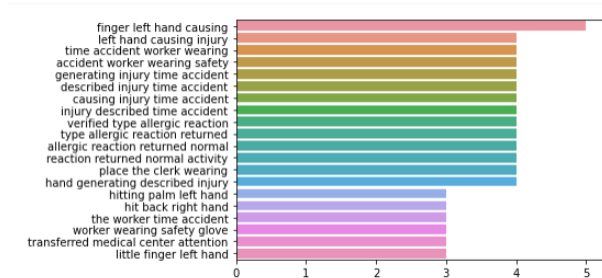 finger left hand causing
left hand causing injury
time accident worker wearing
accident worker wearing safety
generating injury time accident
described injury time accident
causing injury time accident
injury described time accident
verified type allergic reaction
type allergic reaction returned
allergic reaction returned normal
reaction returned normal activity
place the clerk wearing
hand generating described injury
hitting palm left hand
hit back right hand
the worker time accident
worker wearing safety glove
transferred medical center attention
little finger left hand
0 1 2 3 4 5